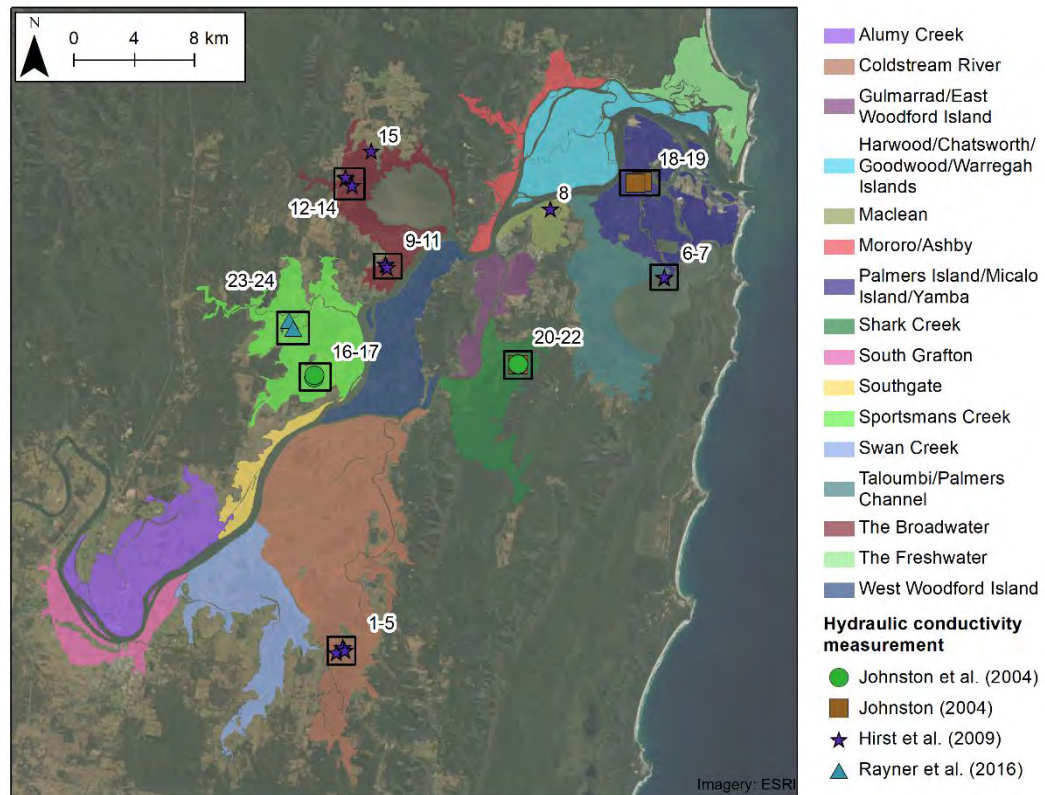 N
0 4 8 km
15
12-14
9-11
8
18-19
6-7
23-24
16-17
20-22
1-5
Imagery: ESRI
Alumy Creek
Coldstream River
Gulmarrad/East
Woodford Island
Harwood/Chatsworth/
Goodwood/Warregah
Islands
Maclean
Mororo/Ashby
Palmers Island/Micalo
Island/Yamba
Shark Creek
South Grafton
Southgate
Sportsmans Creek
Swan Creek
Taloumbi/Palmers
Channel
The Broadwater
The Freshwater
West Woodford Island
Hydraulic conductivity
measurement
Johnston et al. (2004)
Johnston (2004)
Hirst et al. (2009)
Rayner et al. (2016)